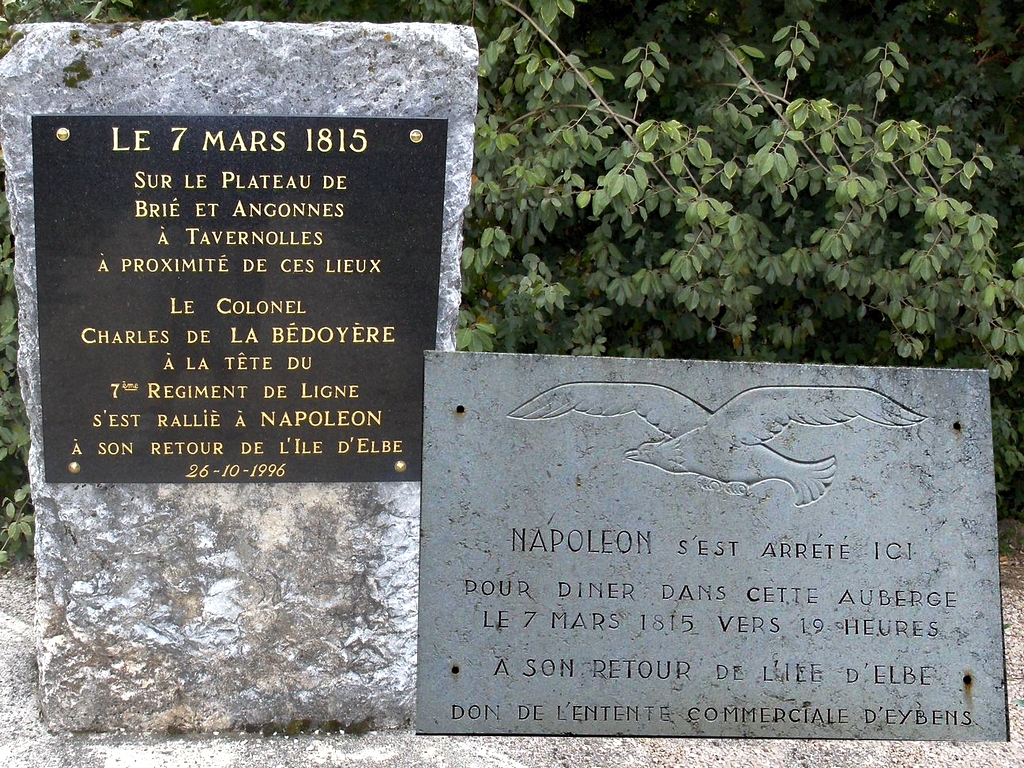 LE 7 MARS 1815
SUR LE PLATEAU DE
BRIÉ ET ANGONNES
À TAVERNOLLES
À PROXIMITÉ DE CES LIEUX
LE COLONEL
CHARLES DE LA BÉDOYÈRE
À LA TÊTE DU
7ème REGIMENT DE LIGNE
S'EST RALLIÈ À NAPOLEON
À SON RETOUR DE L'ILE D'ELBE
26-10-1996
NAPOLEON S'EST ARRÉTÉ ICI
POUR DINER DANS CETTE AUBERGE
LE 7 MARS 1815 VERS 19 HEURES
A SON RETOUR DE L'ILE D'ELBE
DON DE L'ENTENTE COMMERCIALE D'EYBENS